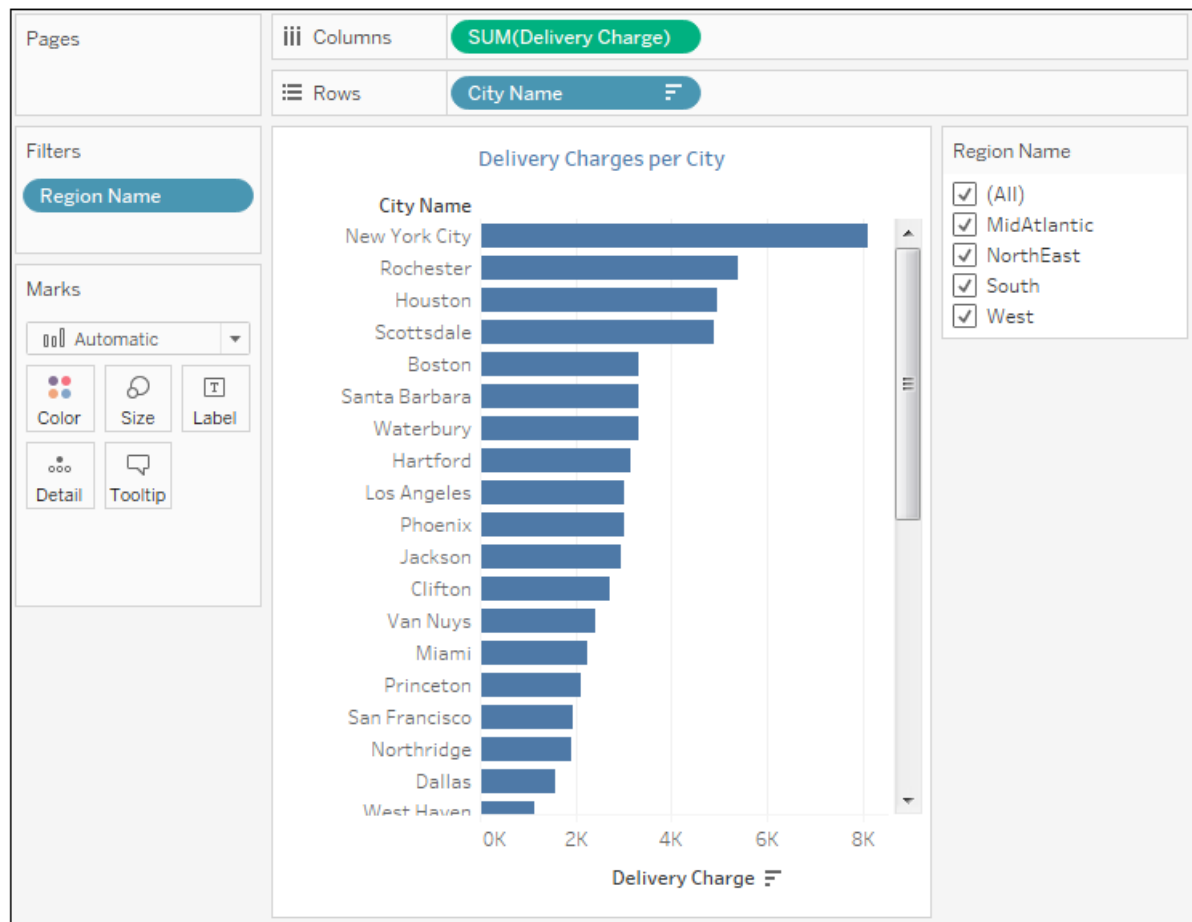 Pages
Columns
SUM(Delivery Charge)
Rows
City Name
Filters
Region Name
Marks
Automatic
Color
Size
T
Label
Detail
Tooltip
Delivery Charges per City
City Name
New York City
Rochester
Houston
Scottsdale
Boston
Santa Barbara
Waterbury
Hartford
Los Angeles
Phoenix
Jackson
Clifton
Van Nuys
Miami
Princeton
San Francisco
Northridge
Dallas
West Haven
0K 2K 4K 6K 8K
Delivery Charge
Region Name
(All)
MidAtlantic
NorthEast
South
West